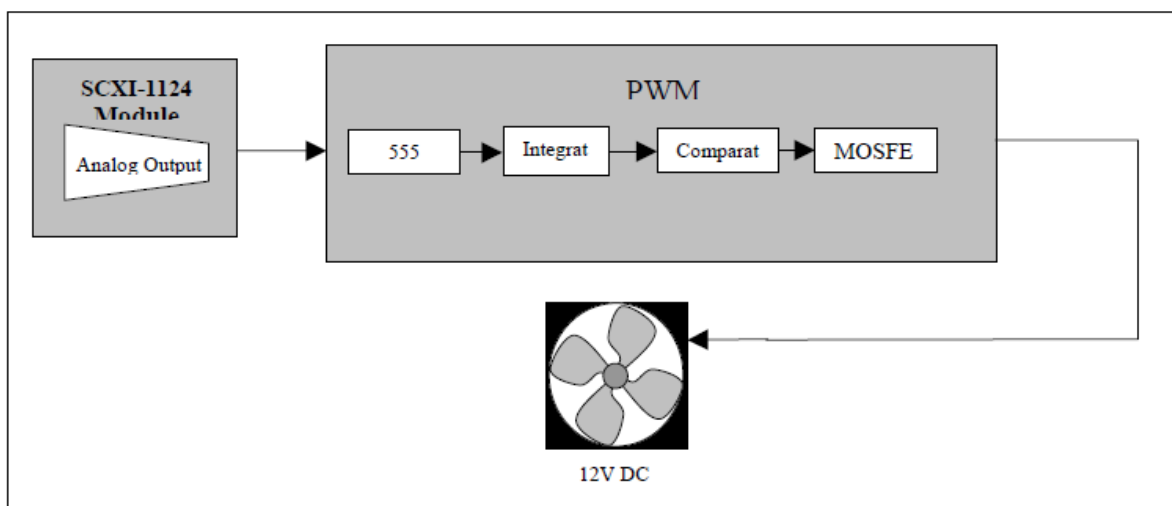 SCXI-1124
Module
Analog Output
PWM
555
Integrat
Comparat
MOSFE
12V DC